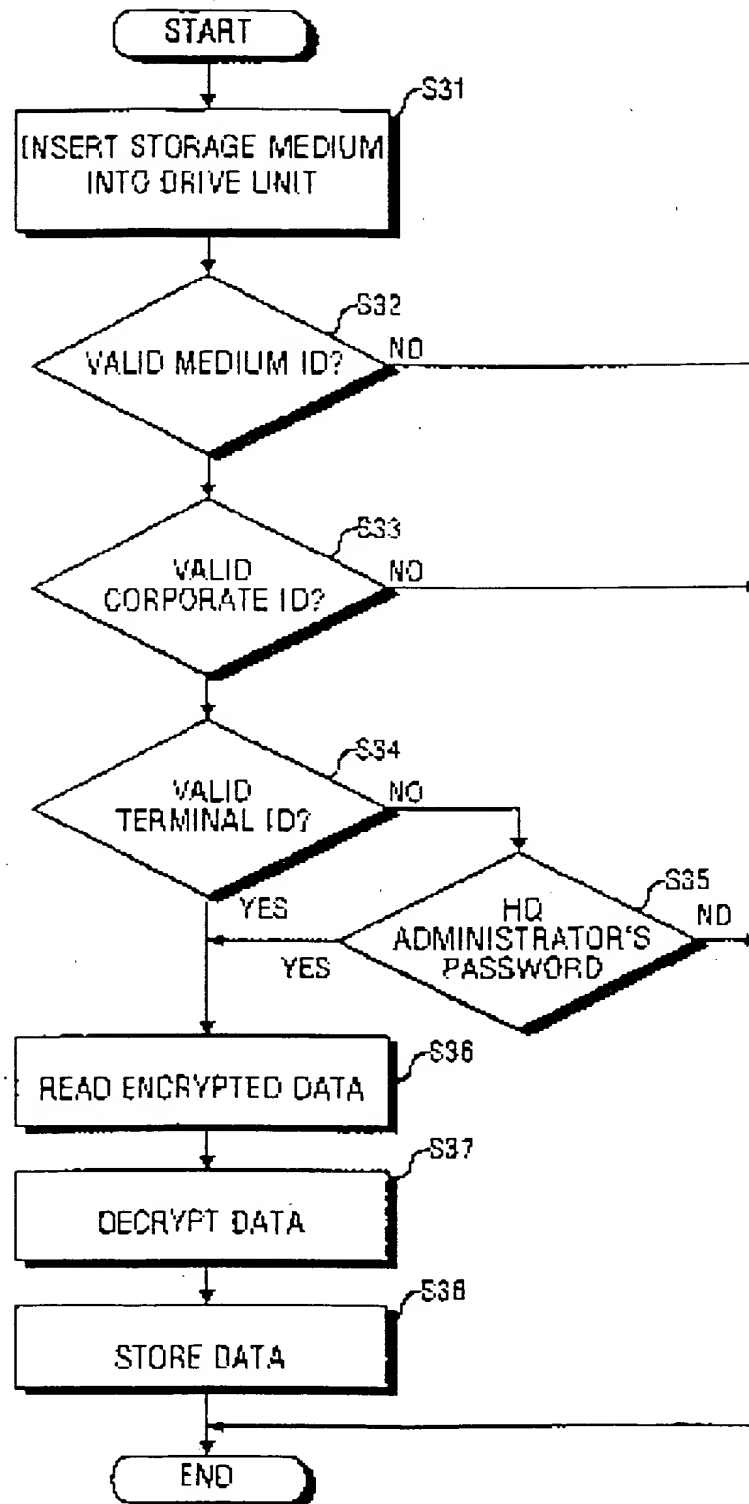 START
S31
INSERT STORAGE MEDIUM
INTO DRIVE UNIT
S32
VALID MEDIUM ID?
NO
S33
VALID
CORPORATE ID?
NO
S34
VALID
TERMINAL ID?
NO
YES
S35
HQ
ADMINISTRATOR'S
PASSWORD
NO
YES
S36
READ ENCRYPTED DATA
S37
DECRYPT DATA
S38
STORE DATA
END